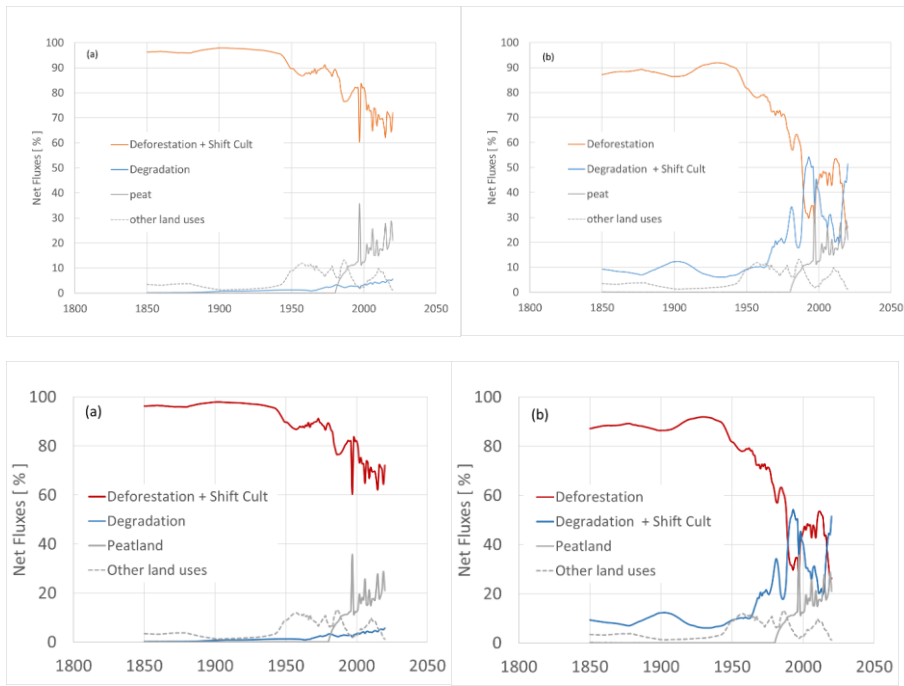 100
90
80
70
60
50
40
30
20
10
0
Net Fluxes [ % ]
(a)
Deforestation + Shift Cult
Degradation
peat
other land uses
1800 1850 1900 1950 2000 2050
100
90
80
70
60
50
40
30
20
10
0
Net Fluxes [ % ]
(b)
Deforestation
Degradation + Shift Cult
peat
other land uses
1800 1850 1900 1950 2000 2050
100
80
60
40
20
0
Net Fluxes [ % ]
(a)
Deforestation + Shift Cult
Degradation
Peatland
Other land uses
1800 1850 1900 1950 2000 2050
100
80
60
40
20
0
Net Fluxes [ % ]
(b)
Deforestation
Degradation + Shift Cult
Peatland
Other land uses
1800 1850 1900 1950 2000 2050